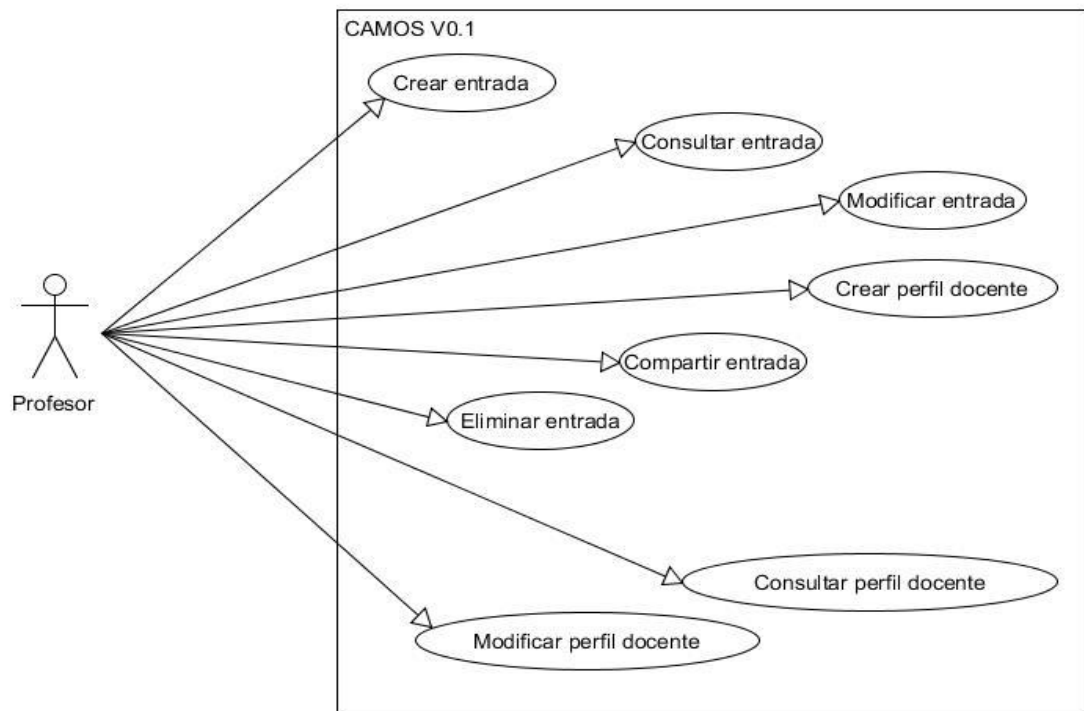 CAMOS V0.1
Crear entrada
Consultar entrada
Modificar entrada
Crear perfil docente
Compartir entrada
Profesor
Eliminar entrada
Consultar perfil docente
Modificar perfil docente